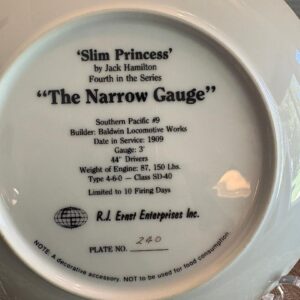 'Slim Princess'
by Jack Hamilton
Fourth in the Series
"The Narrow Gauge"
Southern Pacific #9
Builder: Baldwin Locomotive Works
Date in Service: 1909
Gauge: 3'
44" Drivers
Weight of Engine: 87, 150 Lbs.
Type 4-6-0 — Class SD-40
Limited to 10 Firing Days
R.J. Ernst Enterprises Inc.
PLATE NO. 240
NOTE: A decorative accessory. NOT to be used for food consumption.